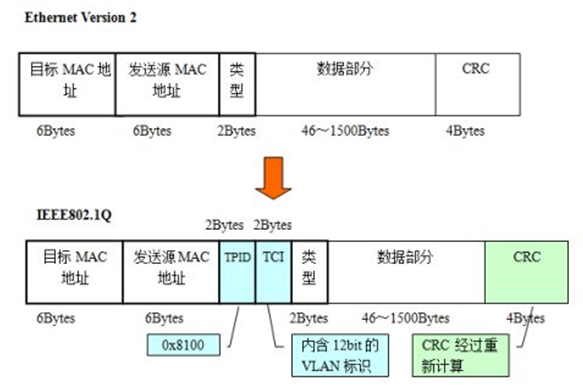 Ethernet Version 2
目标 MAC 地
址
发送源 MAC
地址
类
型
数据部分
CRC
6Bytes
6Bytes
2Bytes
46～1500Bytes
4Bytes
IEEE802.1Q
2Bytes
2Bytes
目标 MAC
地址
发送源 MAC
地址
TPID
TCI
类
型
数据部分
CRC
6Bytes
6Bytes
2Bytes
46～1500Bytes
4Bytes
0x8100
内含 12bit 的
VLAN 标识
CRC 经过重
新计算